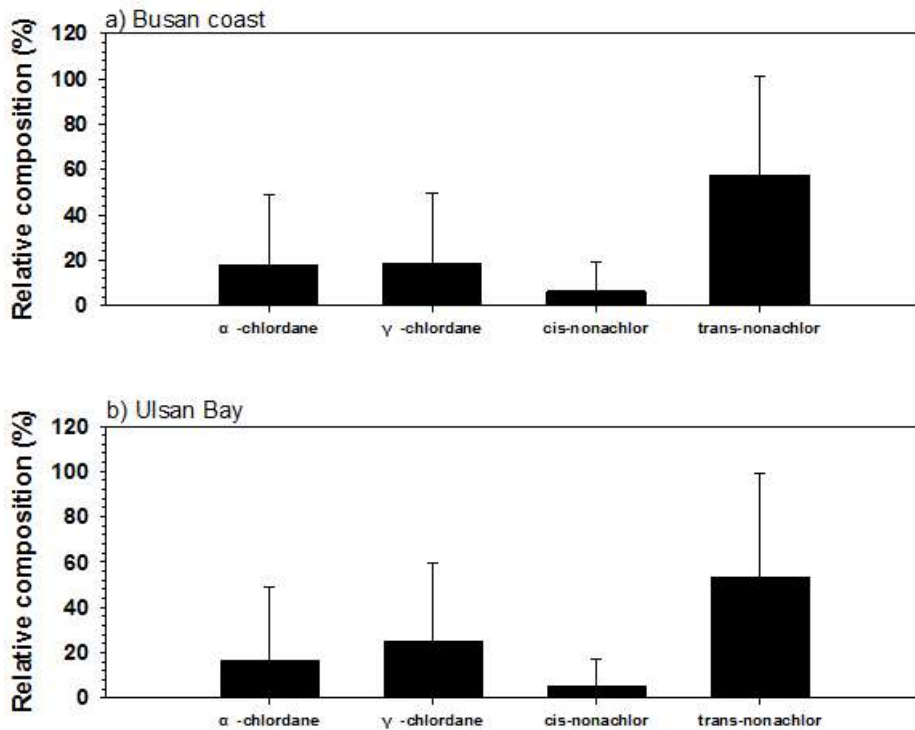 a) Busan coast
Relative composition (%)
120
100
80
60
40
20
0
α -chlordane γ -chlordane cis-nonachlor trans-nonachlor
b) Ulsan Bay
Relative composition (%)
120
100
80
60
40
20
0
α -chlordane γ -chlordane cis-nonachlor trans-nonachlor